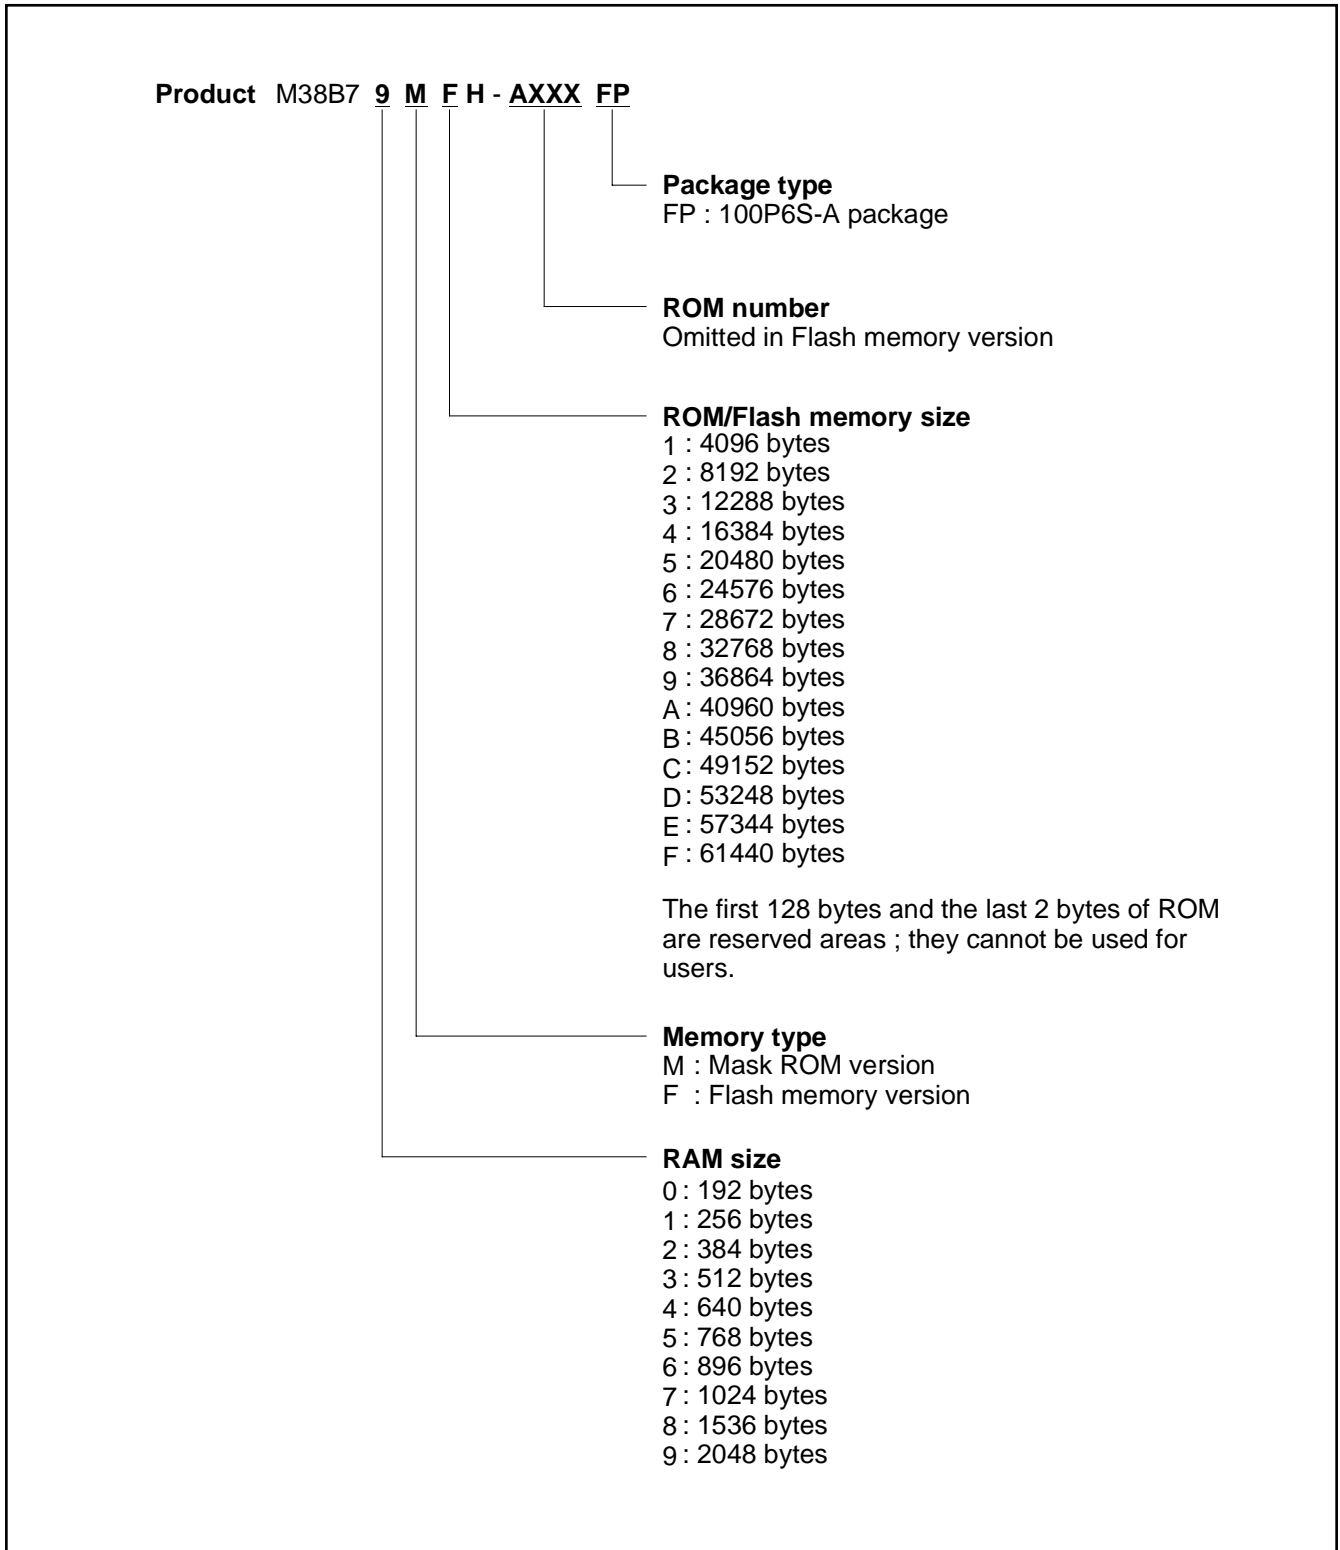 Product M38B7 9 M F H - AXXX FP
Package type
FP : 100P6S-A package
ROM number
Omitted in Flash memory version
ROM/Flash memory size
1 : 4096 bytes
2 : 8192 bytes
3 : 12288 bytes
4 : 16384 bytes
5 : 20480 bytes
6 : 24576 bytes
7 : 28672 bytes
8 : 32768 bytes
9 : 36864 bytes
A : 40960 bytes
B : 45056 bytes
C : 49152 bytes
D : 53248 bytes
E : 57344 bytes
F : 61440 bytes
The first 128 bytes and the last 2 bytes of ROM
are reserved areas ; they cannot be used for
users.
Memory type
M : Mask ROM version
F : Flash memory version
RAM size
0 : 192 bytes
1 : 256 bytes
2 : 384 bytes
3 : 512 bytes
4 : 640 bytes
5 : 768 bytes
6 : 896 bytes
7 : 1024 bytes
8 : 1536 bytes
9 : 2048 bytes